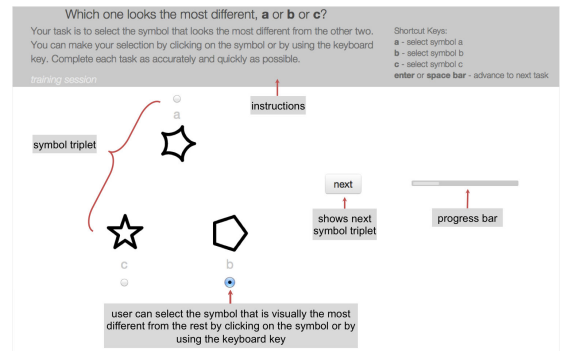 Which one looks the most different, a or b or c?
Your task is to select the symbol that looks the most different from the other two.
You can make your selection by clicking on the symbol or by using the keyboard
key. Complete each task as accurately and quickly as possible.
training session
Shortcut Keys:
a - select symbol a
b - select symbol b
c - select symbol c
enter or space bar - advance to next task
instructions
a
symbol triplet
next
shows next
symbol triplet
progress bar
c
b
user can select the symbol that is visually the most
different from the rest by clicking on the symbol or by
using the keyboard key